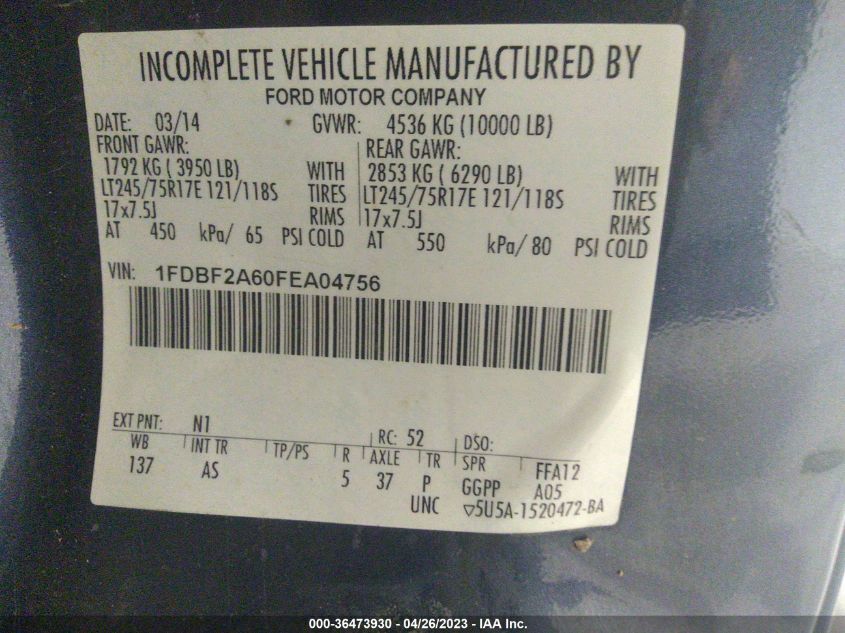 INCOMPLETE VEHICLE MANUFACTURED BY
FORD MOTOR COMPANY
DATE: 03/14 GVWR: 4536 KG (10000 LB)
FRONT GAWR: REAR GAWR:
1792 KG ( 3950 LB) WITH 2853 KG ( 6290 LB) WITH
LT245/75R17E 121/118S TIRES LT245/75R17E 121/118S TIRES
17x7.5J RIMS 17x7.5J RIMS
AT 450 kPa/ 65 PSI COLD AT 550 kPa/ 80 PSI COLD
VIN: 1FDBF2A60FEA04756
EXT PNT: N1 RC: 52 DSO:
WB INT TR TP/PS R AXLE TR SPR FFA12
137 AS 5 37 P GGPP A05
UNC ▽5U5A-1520472-BA
000-36473930 - 04/26/2023 - IAA Inc.